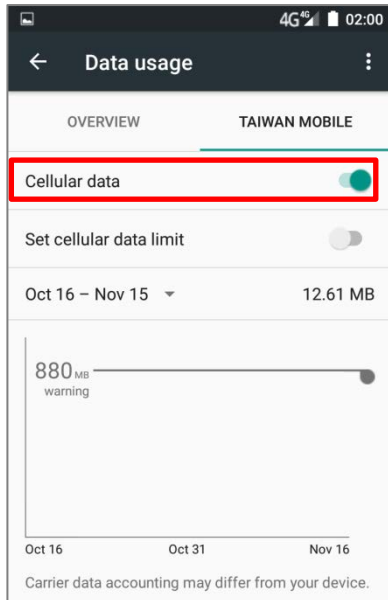 4G 4G 02:00
Data usage
OVERVIEW TAIWAN MOBILE
Cellular data
Set cellular data limit
Oct 16 – Nov 15 12.61 MB
880 MB
warning
Oct 16 Oct 31 Nov 16
Carrier data accounting may differ from your device.